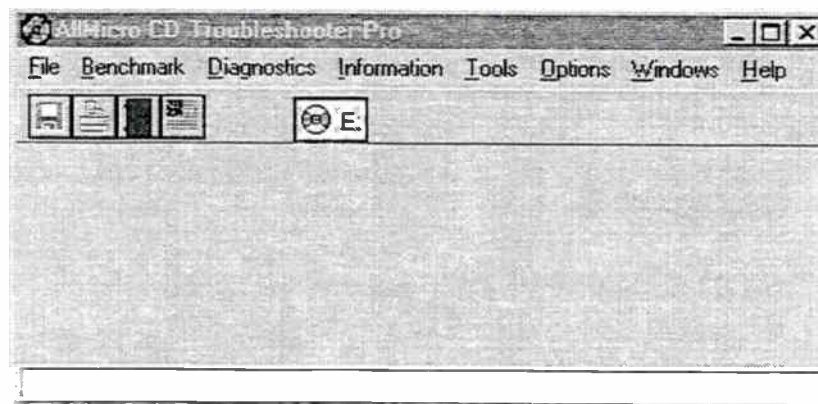 AllMicro CD Troubleshooter Pro
File Benchmark Diagnostics Information Tools Options Windows Help
E: